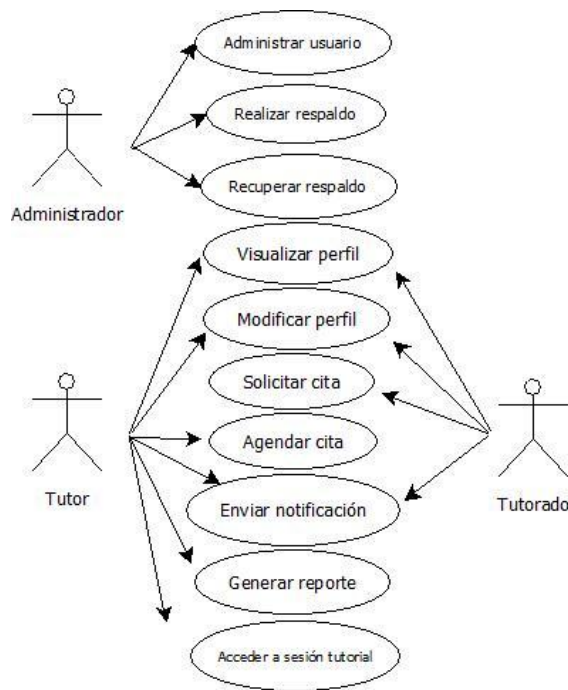 Administrar usuario
Realizar respaldo
Recuperar respaldo
Administrador
Visualizar perfil
Modificar perfil
Solicitar cita
Agendar cita
Tutor
Tutorado
Enviar notificación
Generar reporte
Acceder a sesión tutorial